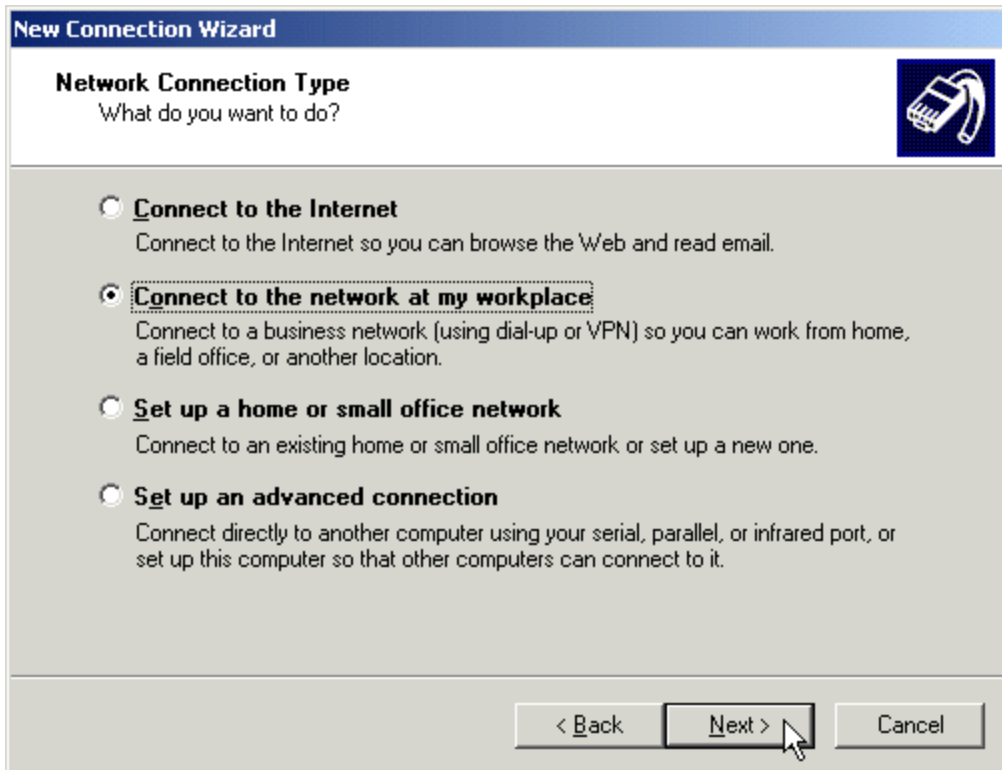 New Connection Wizard
Network Connection Type
What do you want to do?
Connect to the Internet
Connect to the Internet so you can browse the Web and read email.
Connect to the network at my workplace
Connect to a business network (using dial-up or VPN) so you can work from home,
a field office, or another location.
Set up a home or small office network
Connect to an existing home or small office network or set up a new one.
Set up an advanced connection
Connect directly to another computer using your serial, parallel, or infrared port, or
set up this computer so that other computers can connect to it.
< Back
Next >
Cancel